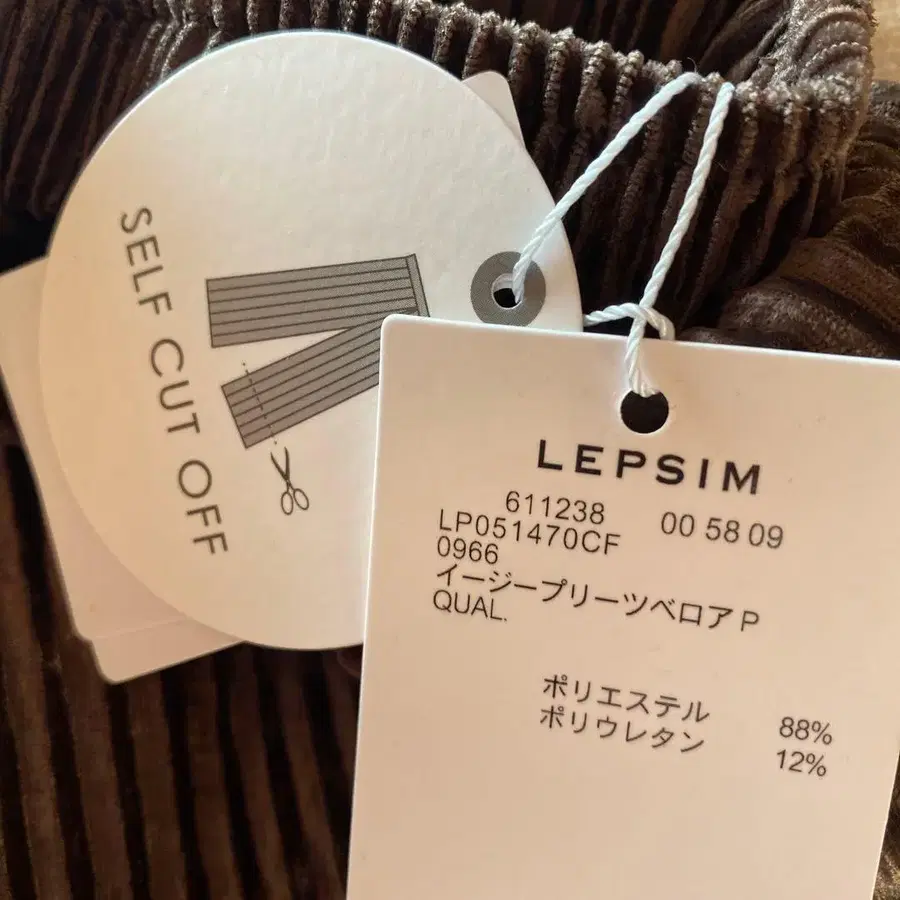 SELF CUT OFF
LEPSIM
611238 00 58 09
LP051470CF
0966
イージープリーツベロア P
QUAL.
ポリエステル 88%
ポリウレタン 12%